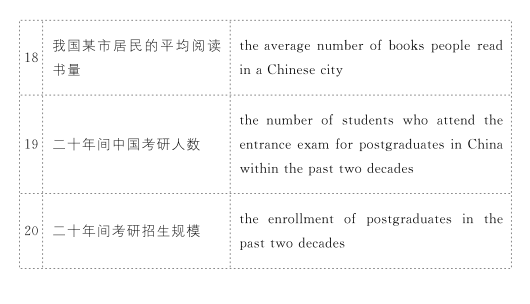 18
我国某市居民的平均阅读
书量
the average number of books people read
in a Chinese city
19
二十年间中国考研人数
the number of students who attend the
entrance exam for postgraduates in China
within the past two decades
20
二十年间考研招生规模
the enrollment of postgraduates in the
past two decades